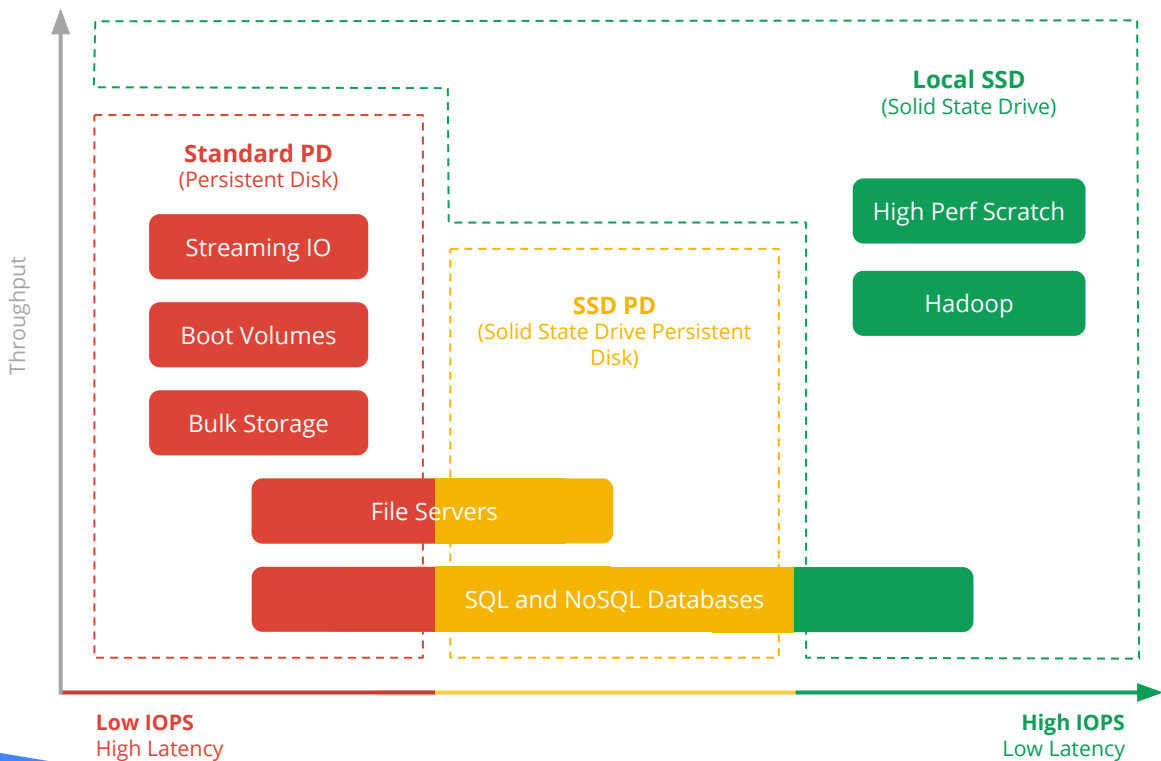 Throughput
Standard PD
(Persistent Disk)
Streaming IO
Boot Volumes
Bulk Storage
SSD PD
(Solid State Drive Persistent
Disk)
Local SSD
(Solid State Drive)
High Perf Scratch
Hadoop
File Servers
SQL and NoSQL Databases
Low IOPS
High Latency
High IOPS
Low Latency